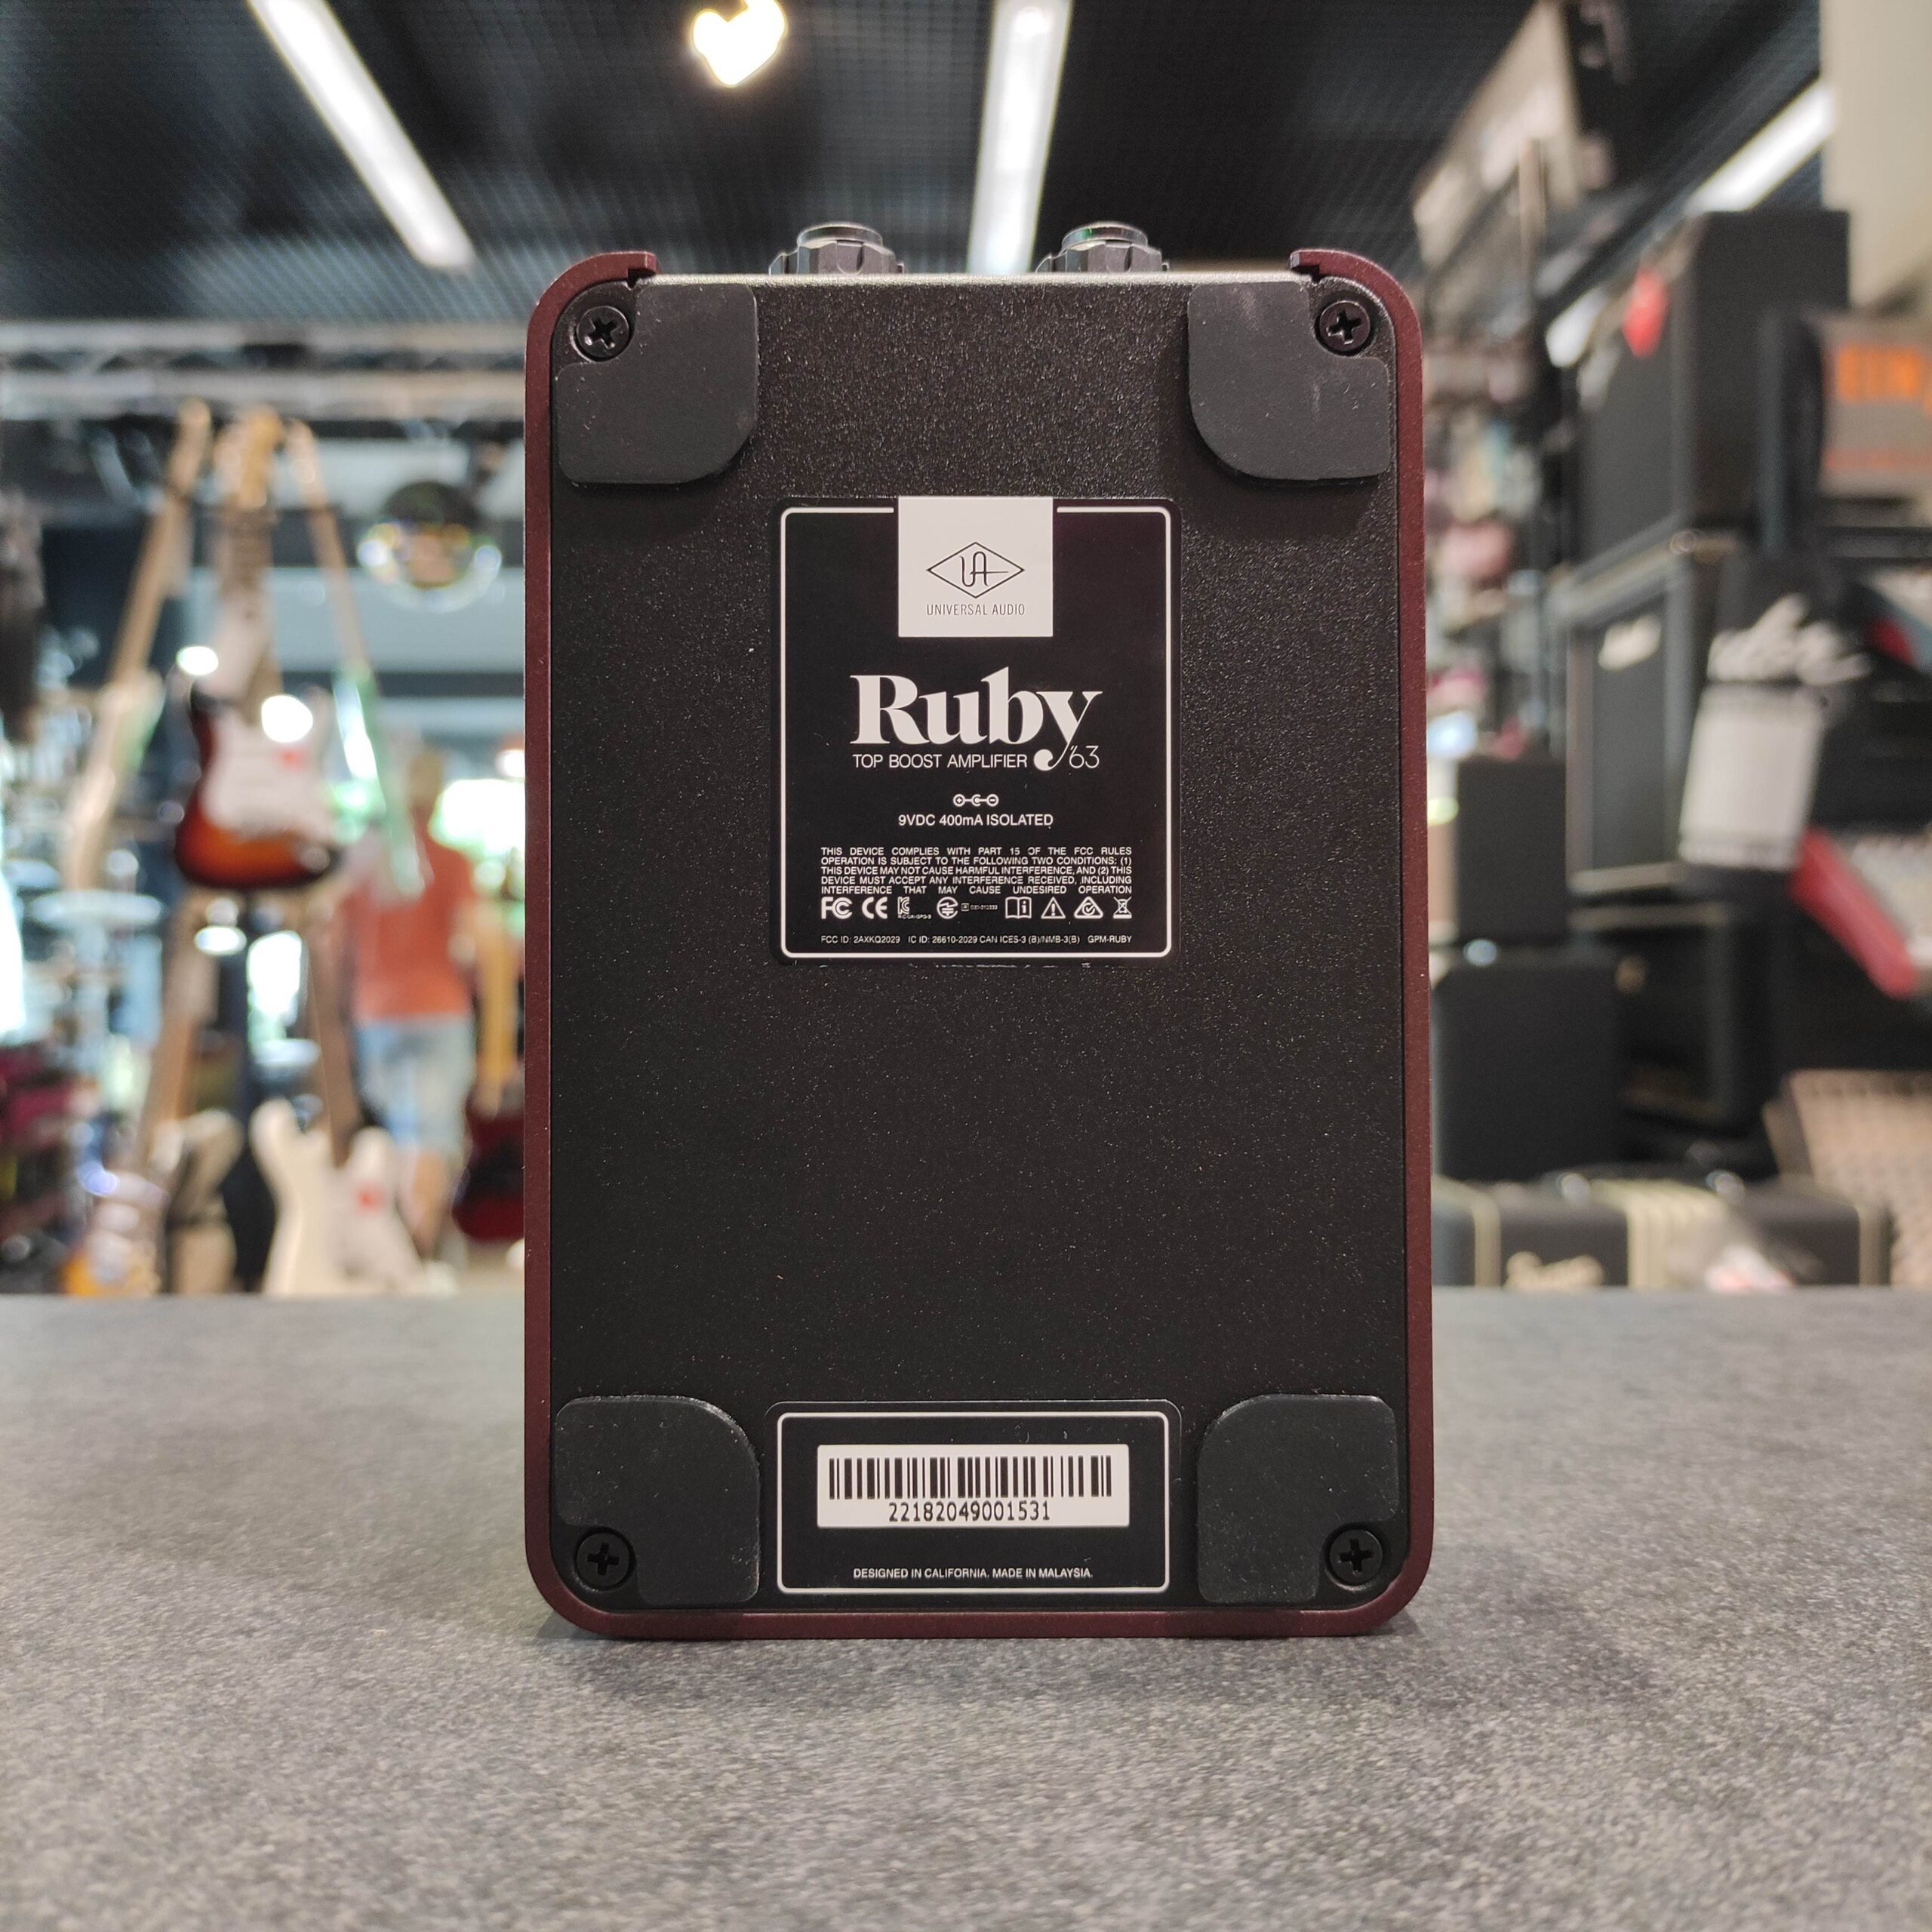 UNIVERSAL AUDIO
Ruby
TOP BOOST AMPLIFIER '63
9VDC 400mA ISOLATED
THIS DEVICE COMPLIES WITH PART 15 OF THE FCC RULES
OPERATION IS SUBJECT TO THE FOLLOWING TWO CONDITIONS: (1)
THIS DEVICE MAY NOT CAUSE HARMFUL INTERFERENCE, AND (2) THIS
DEVICE MUST ACCEPT ANY INTERFERENCE RECEIVED, INCLUDING
INTERFERENCE THAT MAY CAUSE UNDESIRED OPERATION
FC CE
FCC ID: 2AXKQ2029 IC ID: 26610-2029 CAN ICES-3 (B)/NMB-3(B) GPM-RUBY
22182049001531
DESIGNED IN CALIFORNIA. MADE IN MALAYSIA.